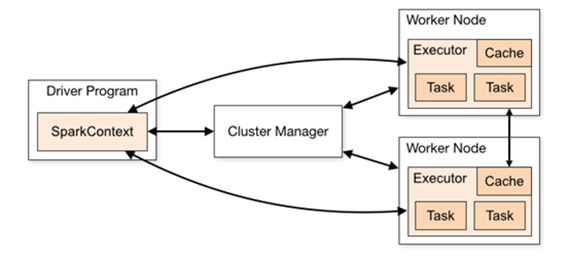 Driver Program
SparkContext
Cluster Manager
Worker Node
Executor
Cache
Task
Task
Worker Node
Executor
Cache
Task
Task